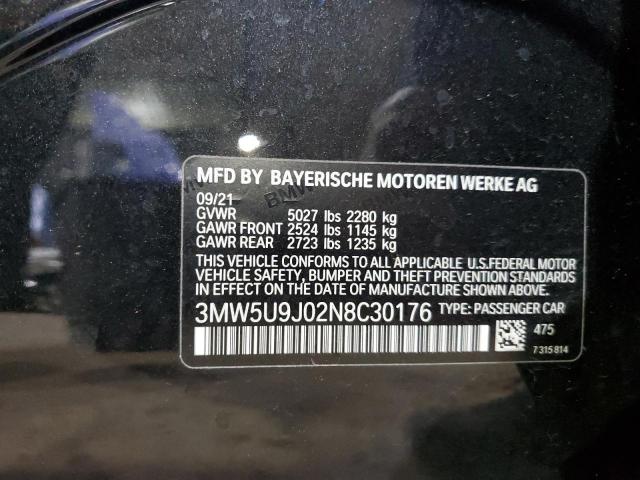 MFD BY BAYERISCHE MOTOREN WERKE AG
09/21
GVWR 5027 lbs 2280 kg
GAWR FRONT 2524 lbs 1145 kg
GAWR REAR 2723 lbs 1235 kg
THIS VEHICLE CONFORMS TO ALL APPLICABLE U.S.FEDERAL MOTOR
VEHICLE SAFETY, BUMPER AND THEFT PREVENTION STANDARDS
IN EFFECT ON THE DATE OF MANUFACTURE SHOWN ABOVE.
3MW5U9J02N8C30176 TYPE: PASSENGER CAR
475
7315814